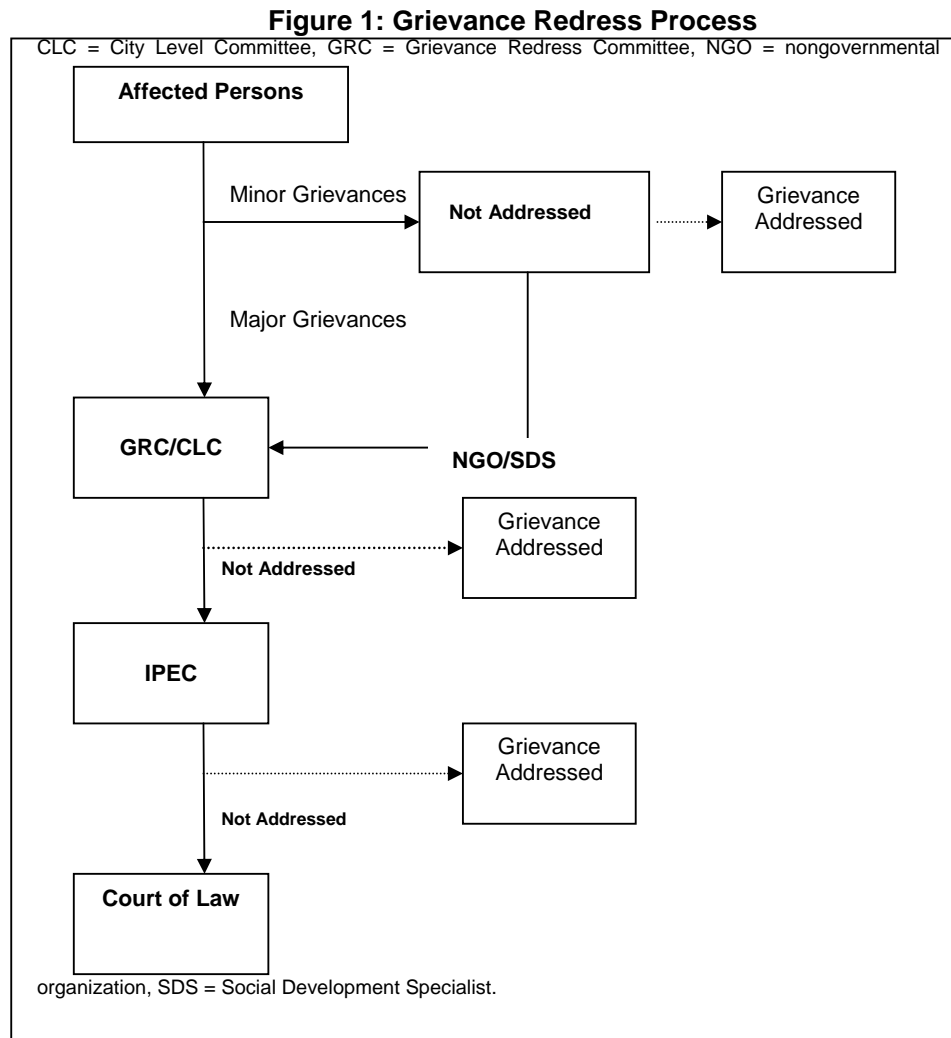 Figure 1: Grievance Redress Process
CLC = City Level Committee, GRC = Grievance Redress Committee, NGO = nongovernmental
Affected Persons
Minor Grievances
Not Addressed
Grievance
Addressed
Major Grievances
GRC/CLC
NGO/SDS
Grievance
Addressed
Not Addressed
IPEC
Grievance
Addressed
Not Addressed
Court of Law
organization, SDS = Social Development Specialist.